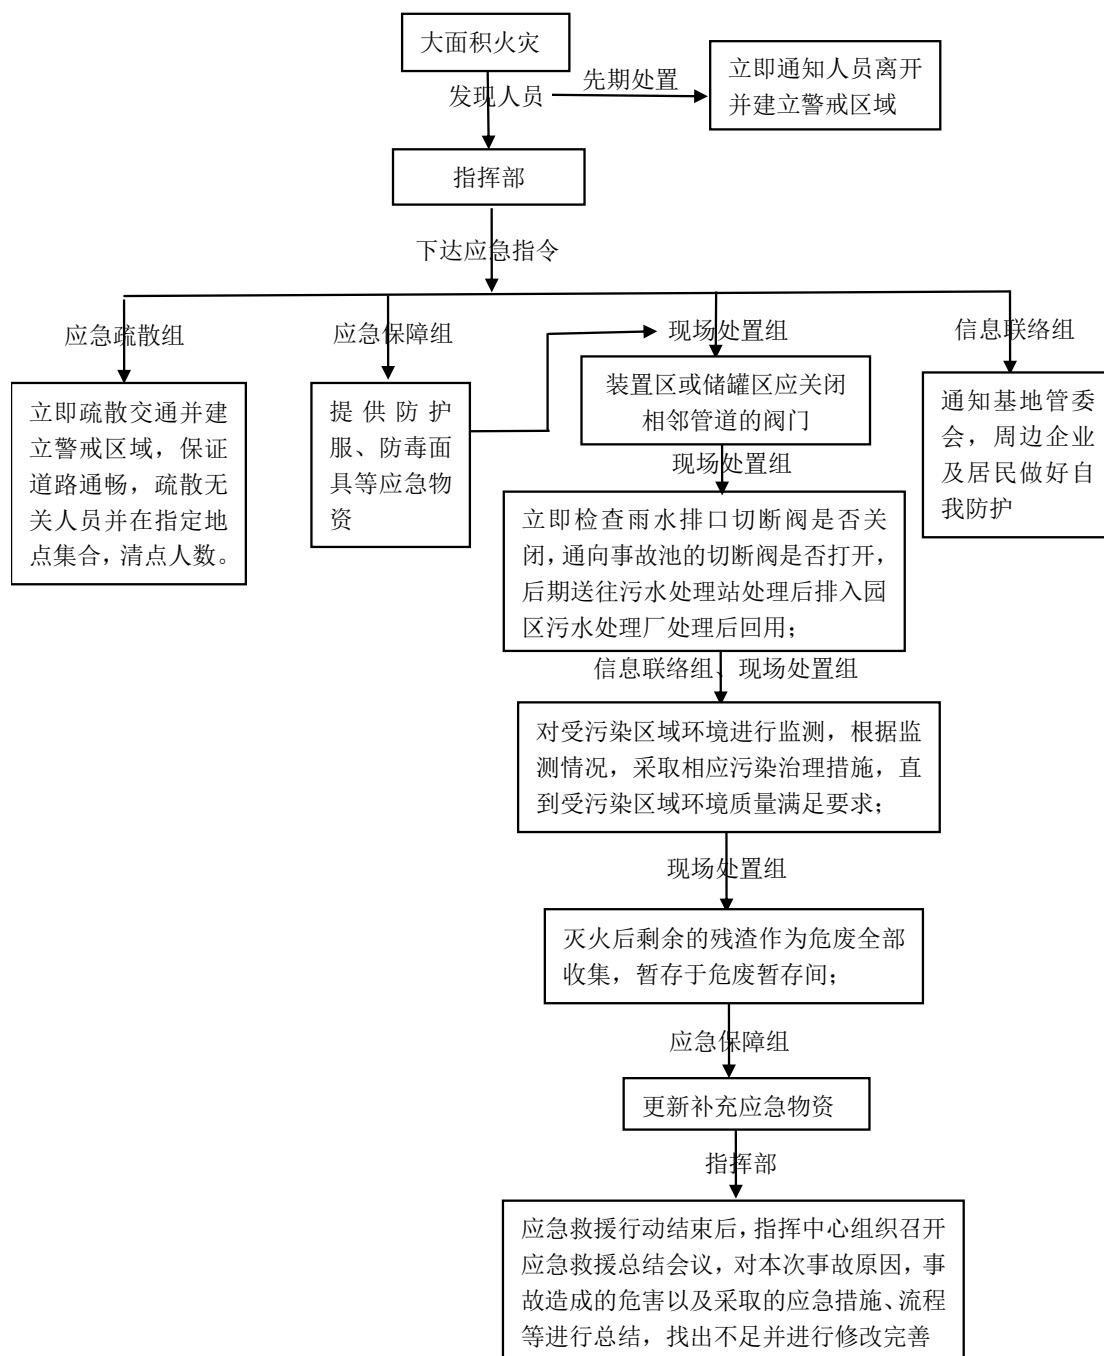 大面积火灾
发现人员
先期处置
立即通知人员离开
并建立警戒区域
指挥部
下达应急指令
应急疏散组
立即疏散交通并建
立警戒区域，保证
道路通畅，疏散无
关人员并在指定地
点集合，清点人数。
应急保障组
提供防护
服、防毒面
具等应急物
资
现场处置组
装置区或储罐区应关闭
相邻管道的阀门
信息联络组
通知基地管委
会，周边企业
及居民做好自
我防护
现场处置组
立即检查雨水排口切断阀是否关
闭，通向事故池的切断阀是否打开，
后期送往污水处理站处理后排入园
区污水处理厂处理后回用；
信息联络组、现场处置组
对受污染区域环境进行监测，根据监
测情况，采取相应污染治理措施，直
到受污染区域环境质量满足要求；
现场处置组
灭火后剩余的残渣作为危废全部
收集，暂存于危废暂存间；
应急保障组
更新补充应急物资
指挥部
应急救援行动结束后，指挥中心组织召开
应急救援总结会议，对本次事故原因，事
故造成的危害以及采取的应急措施、流程
等进行总结，找出不足并进行修改完善